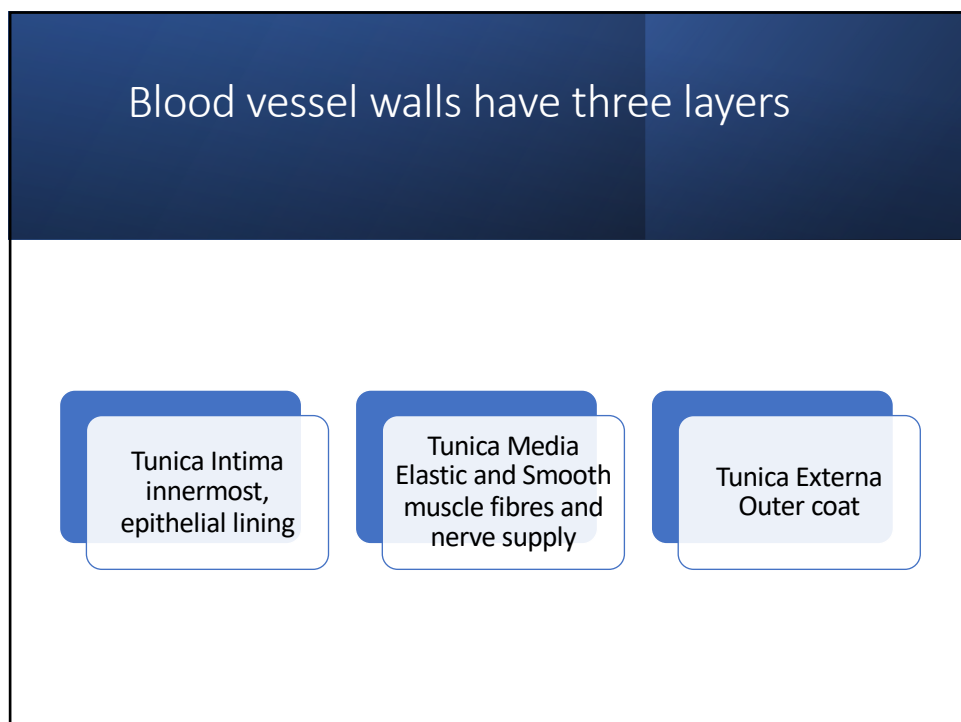 Blood vessel walls have three layers
Tunica Intima
innermost,
epithelial lining
Tunica Media
Elastic and Smooth
muscle fibres and
nerve supply
Tunica Externa
Outer coat